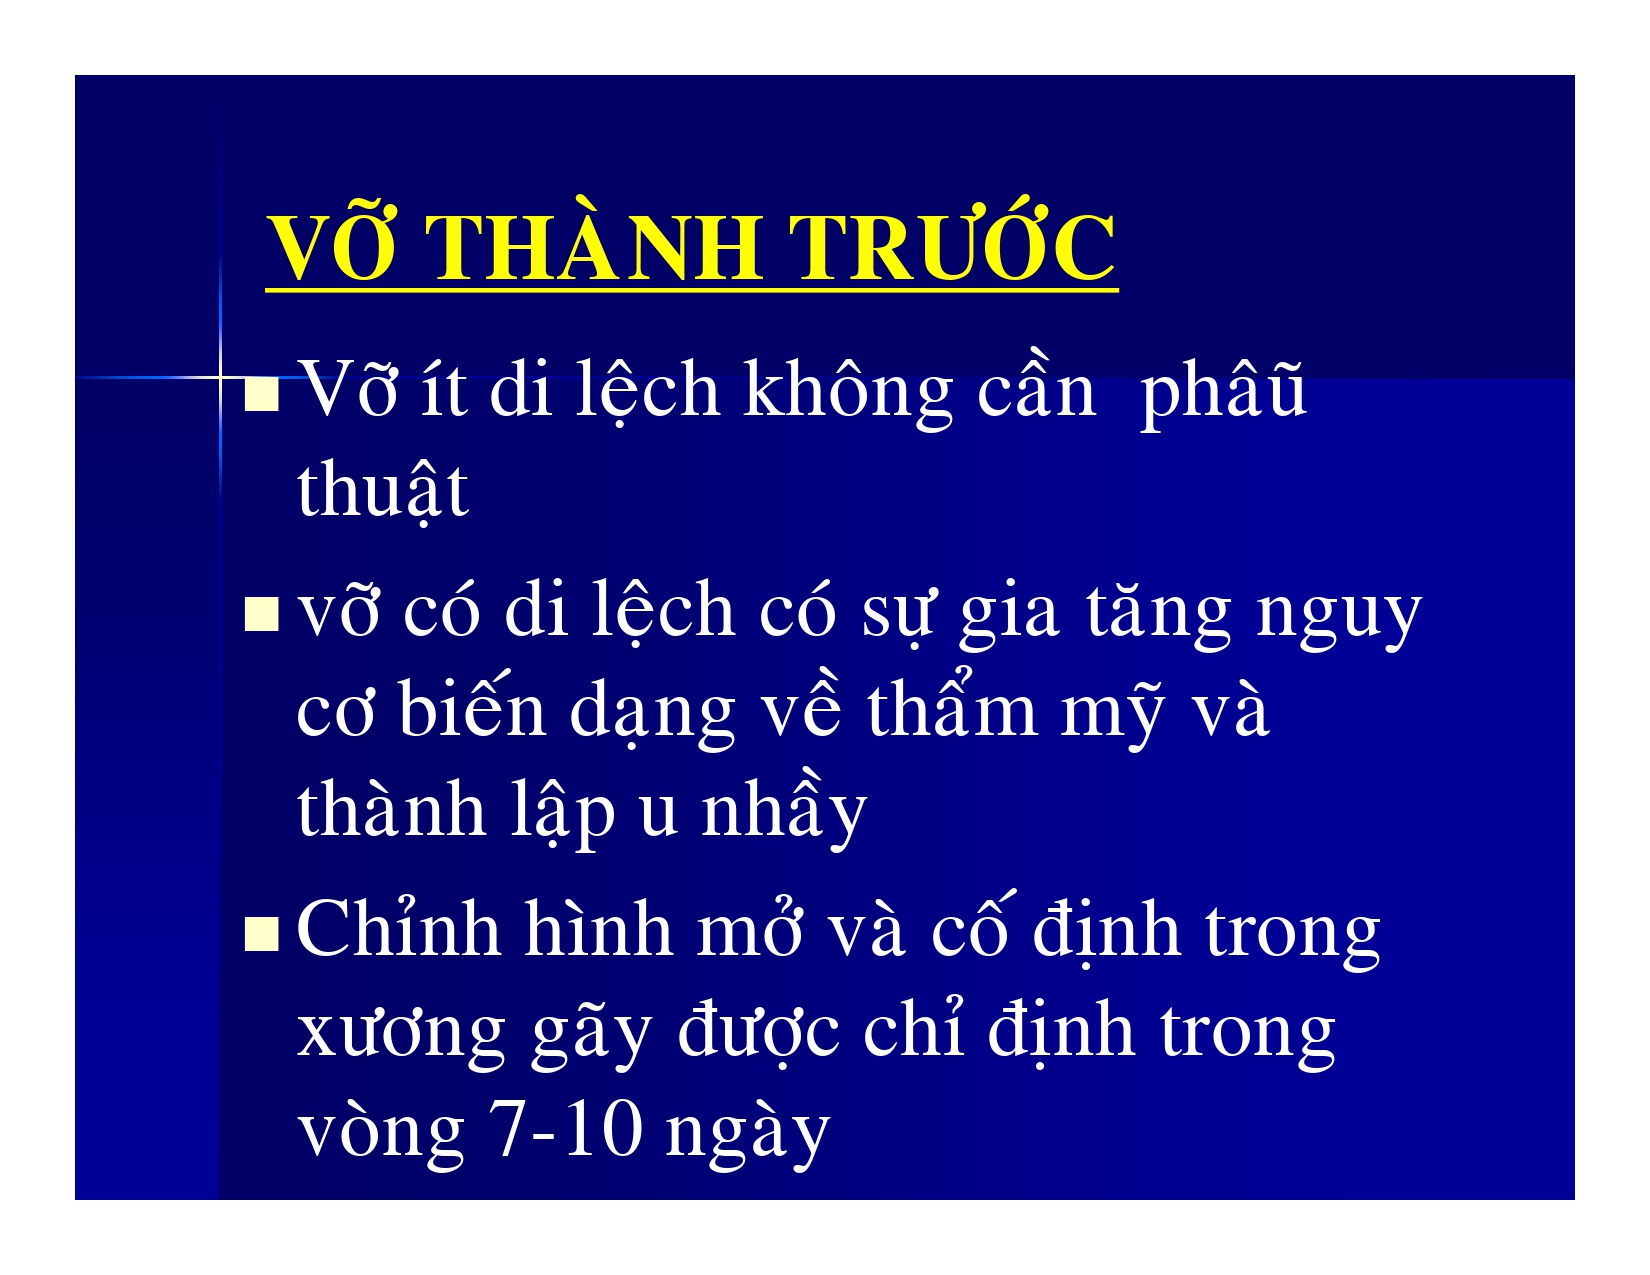 VỠ THÀNH TRƯỚC
Vỡ ít di lệch không cần phâũ
thuật
vỡ có di lệch có sự gia tăng nguy
cơ biến dạng về thẩm mỹ và
thành lập u nhầy
Chỉnh hình mở và cố định trong
xương gãy được chỉ định trong
vòng 7-10 ngày